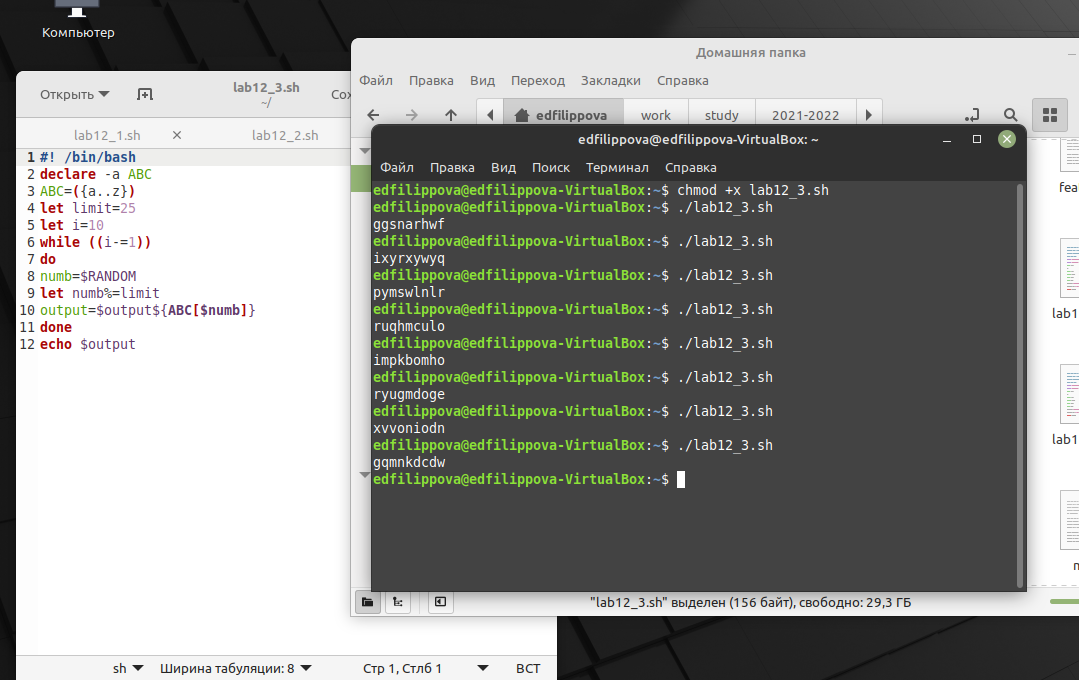 Компьютер
Домашняя папка
Файл Правка Вид Переход Закладки Справка
edfilippova work study 2021-2022
Открыть
lab12_3.sh
~/
lab12_1.sh
lab12_2.sh
1 #! /bin/bash
2 declare -a ABC
3 ABC=({a..z})
4 let limit=25
5 let i=10
6 while ((i-=1))
7 do
8 numb=$RANDOM
9 let numb%=limit
10 output=$output${ABC[$numb]}
11 done
12 echo $output
sh Ширина табуляции: 8 Стр 1, Стлб 1 ВСТ
edfilippova@edfilippova-VirtualBox: ~
Файл Правка Вид Поиск Терминал Справка
edfilippova@edfilippova-VirtualBox:~$ chmod +x lab12_3.sh
edfilippova@edfilippova-VirtualBox:~$ ./lab12_3.sh
ggsnarhwf
edfilippova@edfilippova-VirtualBox:~$ ./lab12_3.sh
ixyrxywyq
edfilippova@edfilippova-VirtualBox:~$ ./lab12_3.sh
pymswlnlr
edfilippova@edfilippova-VirtualBox:~$ ./lab12_3.sh
ruqhmculo
edfilippova@edfilippova-VirtualBox:~$ ./lab12_3.sh
impkbomho
edfilippova@edfilippova-VirtualBox:~$ ./lab12_3.sh
ryugmdoge
edfilippova@edfilippova-VirtualBox:~$ ./lab12_3.sh
xvvoniodn
edfilippova@edfilippova-VirtualBox:~$ ./lab12_3.sh
gqmnkdcdw
edfilippova@edfilippova-VirtualBox:~$
"lab12_3.sh" выделен (156 байт), свободно: 29,3 ГБ